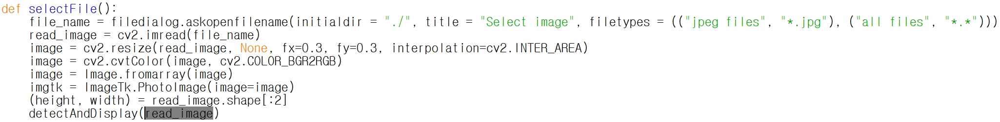 def selectFile():
    file_name = filedialog.askopenfilename(initialdir = "./", title = "Select image", filetypes = (("jpeg files", "*.jpg"), ("all files", "*.*")))
    read_image = cv2.imread(file_name)
    image = cv2.resize(read_image, None, fx=0.3, fy=0.3, interpolation=cv2.INTER_AREA)
    image = cv2.cvtColor(image, cv2.COLOR_BGR2RGB)
    image = Image.fromarray(image)
    imgtk = ImageTk.PhotoImage(image=image)
    (height, width) = read_image.shape[:2]
    detectAndDisplay(read_image)